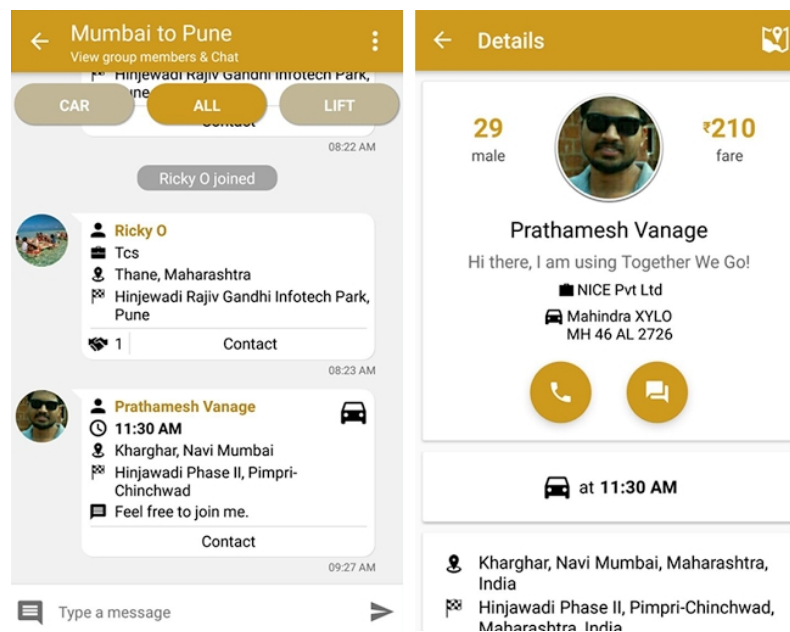 Mumbai to Pune
View group members & Chat
Hinjewadi Rajiv Gandhi Infotech Park,
CAR
ALL
LIFT
Contact
08:22 AM
Ricky O joined
Ricky O
Tcs
Thane, Maharashtra
Hinjewadi Rajiv Gandhi Infotech Park,
Pune
1
Contact
08:23 AM
Prathamesh Vanage
11:30 AM
Kharghar, Navi Mumbai
Hinjawadi Phase II, Pimpri-
Chinchwad
Feel free to join me.
Contact
09:27 AM
Type a message
Details
29
male
₹210
fare
Prathamesh Vanage
Hi there, I am using Together We Go!
NICE Pvt Ltd
Mahindra XYLO
MH 46 AL 2726
at 11:30 AM
Kharghar, Navi Mumbai, Maharashtra,
India
Hinjawadi Phase II, Pimpri-Chinchwad,
Maharashtra, India